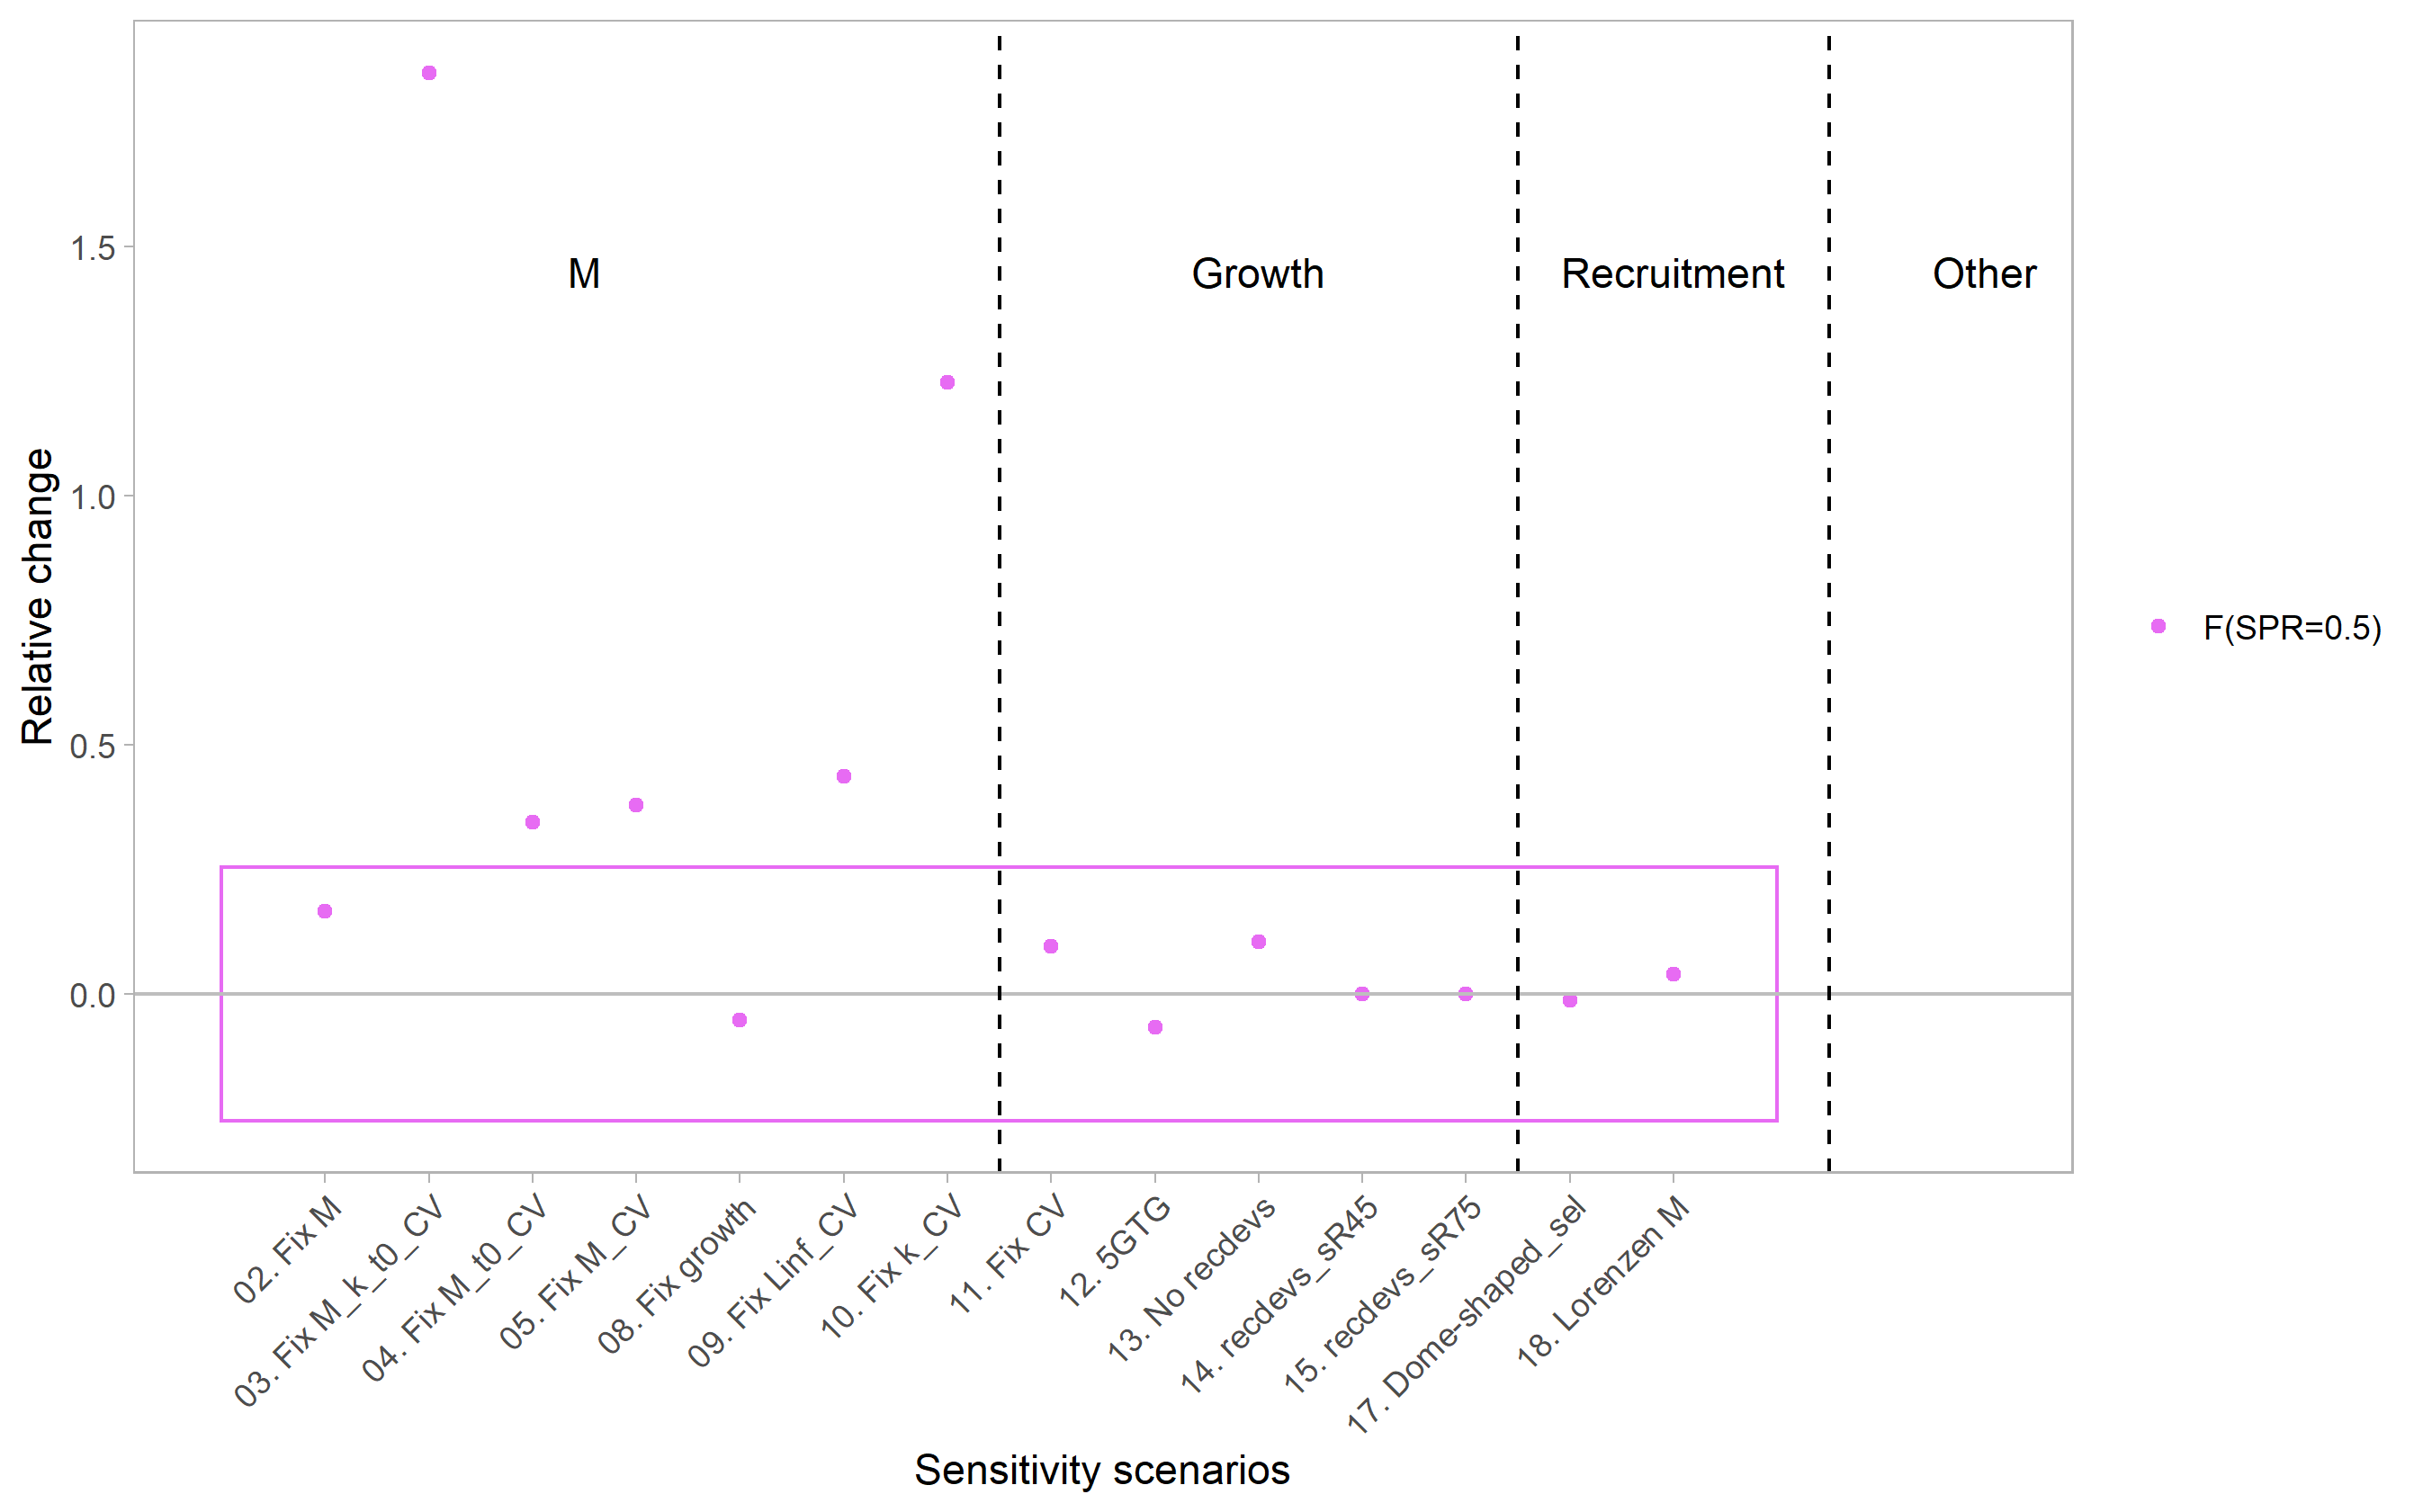 M
Growth
Recruitment
Other
1.5
1.0
0.5
0.0
Relative change
F(SPR=0.5)
02. Fix M
03. Fix M_k_t0_CV
04. Fix M_t0_CV
05. Fix M_CV
08. Fix growth
09. Fix Linf_CV
10. Fix k_CV
11. Fix CV
12. 5GTG
13. No recdevs
14. recdevs_sR45
15. recdevs_sR75
17. Dome-shaped_sel
18. Lorenzen M
Sensitivity scenarios